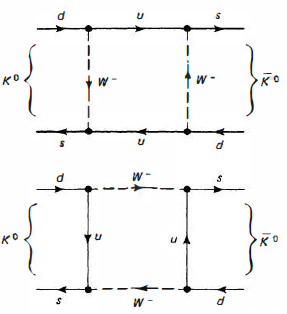 d u s
K⁰ W⁻ W⁻ K̄⁰
s u d
d W⁻ s
K⁰ u u K̄⁰
s W⁻ d